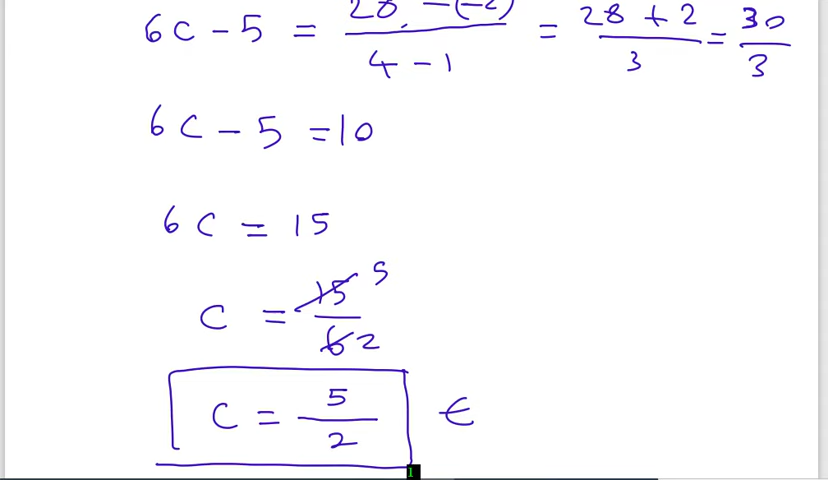 6C - 5 = 28 - (-2) / 4 - 1 = 28 + 2 / 3 = 30 / 3
6C - 5 = 10
6C = 15
C = 15 5 / 6 2
C = 5 / 2 €
1